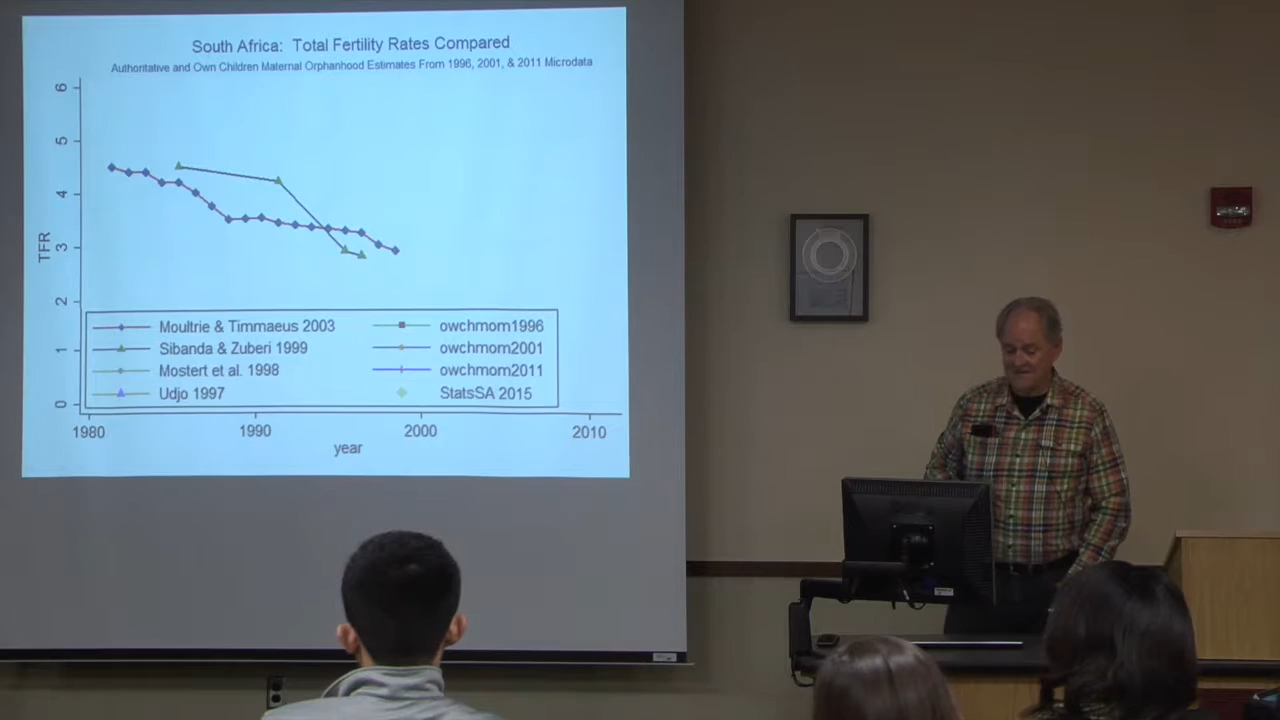 South Africa: Total Fertility Rates Compared
Authoritative and Own Children Maternal Orphanhood Estimates From 1996, 2001, & 2011 Microdata
6
5
4
3
2
1
0
TFR
Moultrie & Timmaeus 2003
owchmom1996
Sibanda & Zuberi 1999
owchmom2001
Mostert et al. 1998
owchmom2011
Udjo 1997
StatsSA 2015
1980
1990
2000
2010
year